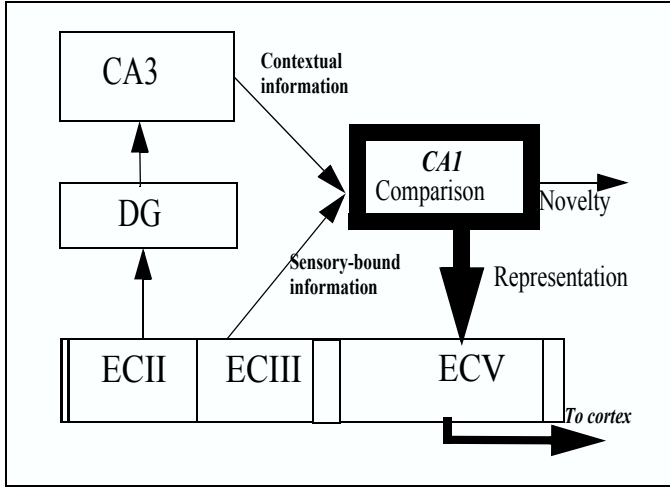 CA3
Contextual
information
CA1
Comparison
Novelty
DG
Sensory-bound
information
Representation
ECII
ECIII
ECV
To cortex